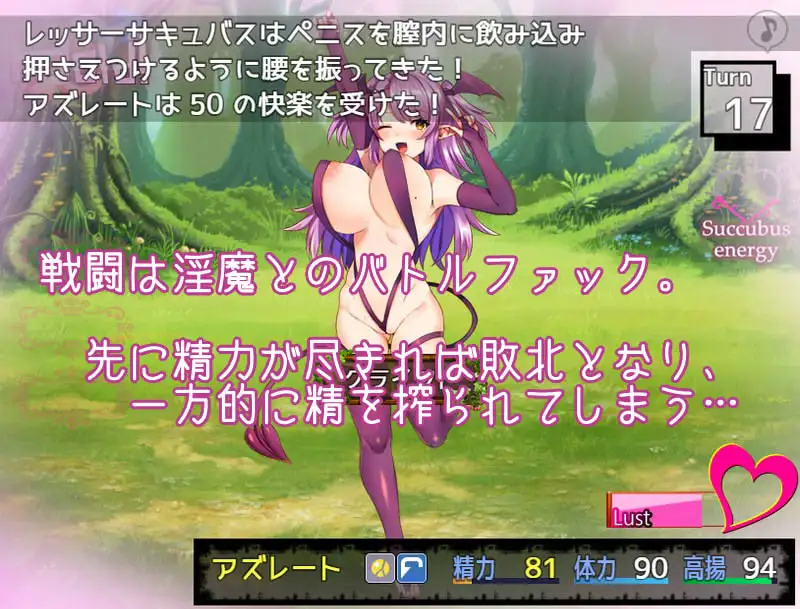 レッサーサキュバスはペニスを膣内に飲み込み
押さえつけるように腰を振ってきた!
アズレートは 50 の快楽を受けた!
Turn
17
Succubus
energy
戦闘は淫魔とのバトルファック。
先に精力が尽きれば敗北となり、
一方的に精を搾られてしまう…
Lust
アズレート 精力 81 体力 90 高揚 94